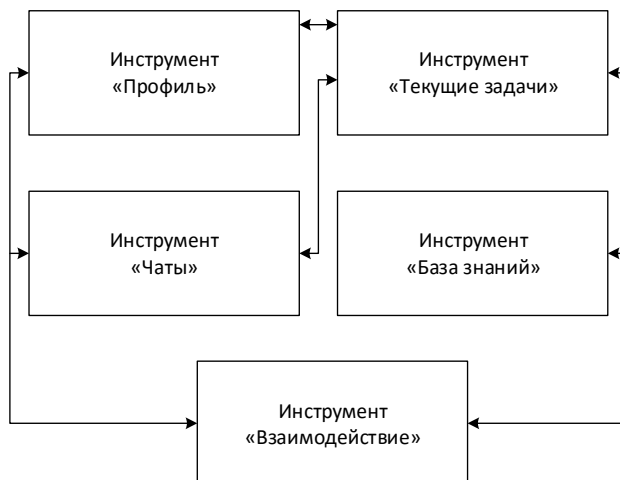 Инструмент
«Профиль»
Инструмент
«Текущие задачи»
Инструмент
«Чаты»
Инструмент
«База знаний»
Инструмент
«Взаимодействие»